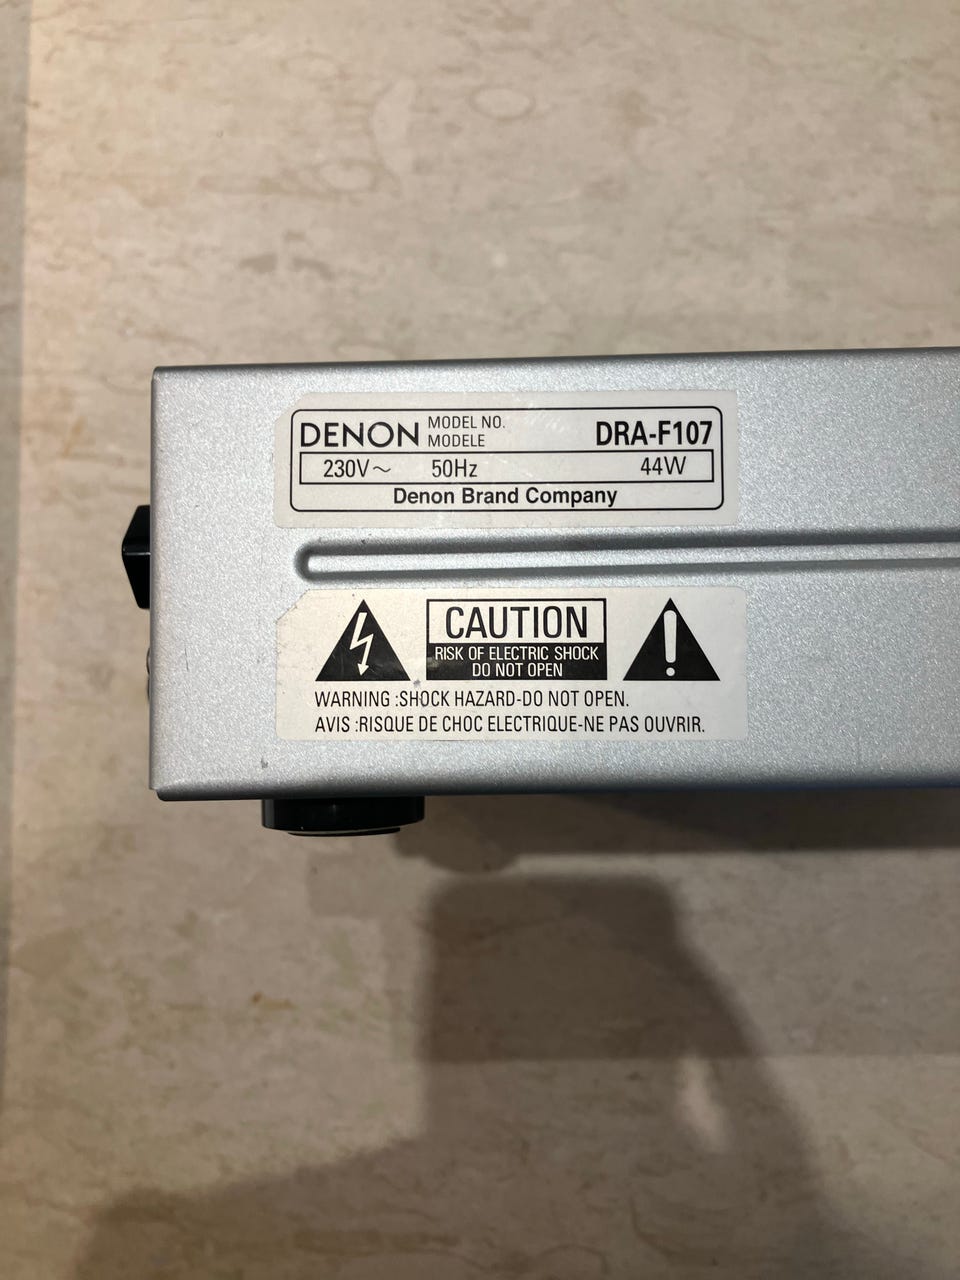 DENON MODEL NO. DRA-F107
MODELE
230V~ 50Hz 44W
Denon Brand Company
CAUTION
RISK OF ELECTRIC SHOCK
DO NOT OPEN
WARNING :SHOCK HAZARD-DO NOT OPEN.
AVIS :RISQUE DE CHOC ELECTRIQUE-NE PAS OUVRIR.